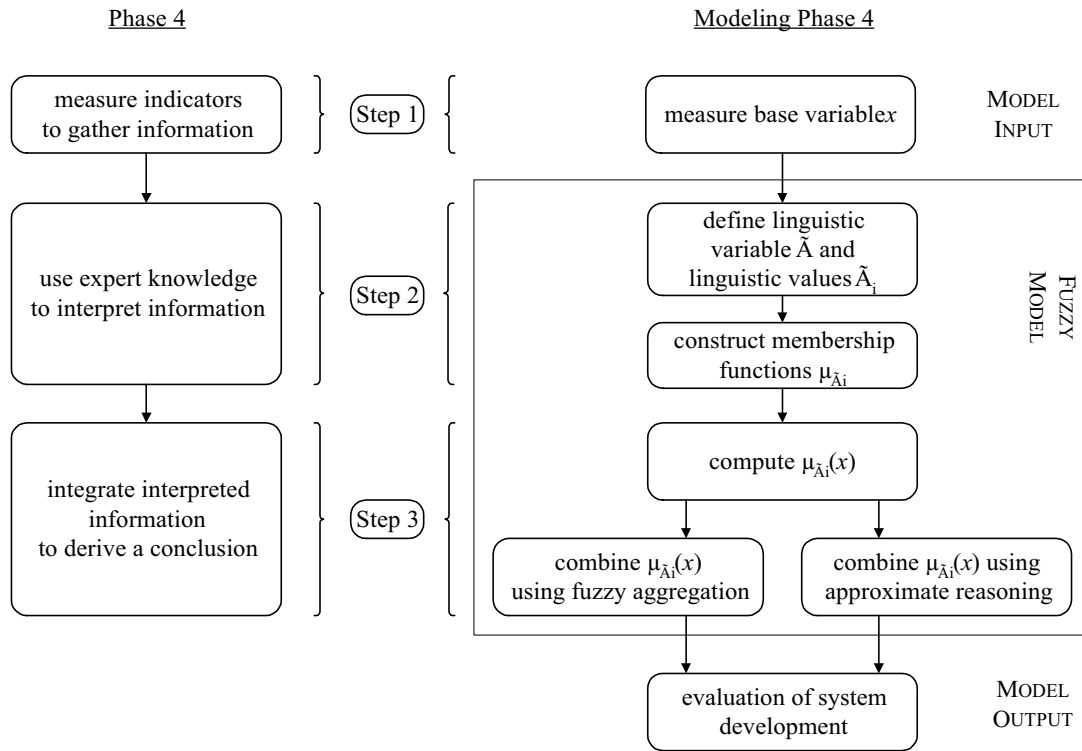 Phase 4
Modeling Phase 4
measure indicators
to gather information
Step 1
measure base variablex
MODEL
INPUT
use expert knowledge
to interpret information
Step 2
define linguistic
variable Ã and
linguistic values Ãi
construct membership
functions μÃi
FUZZY
MODEL
integrate interpreted
information
to derive a conclusion
Step 3
compute μÃi(x)
combine μÃi(x)
using fuzzy aggregation
combine μÃi(x) using
approximate reasoning
evaluation of system
development
MODEL
OUTPUT